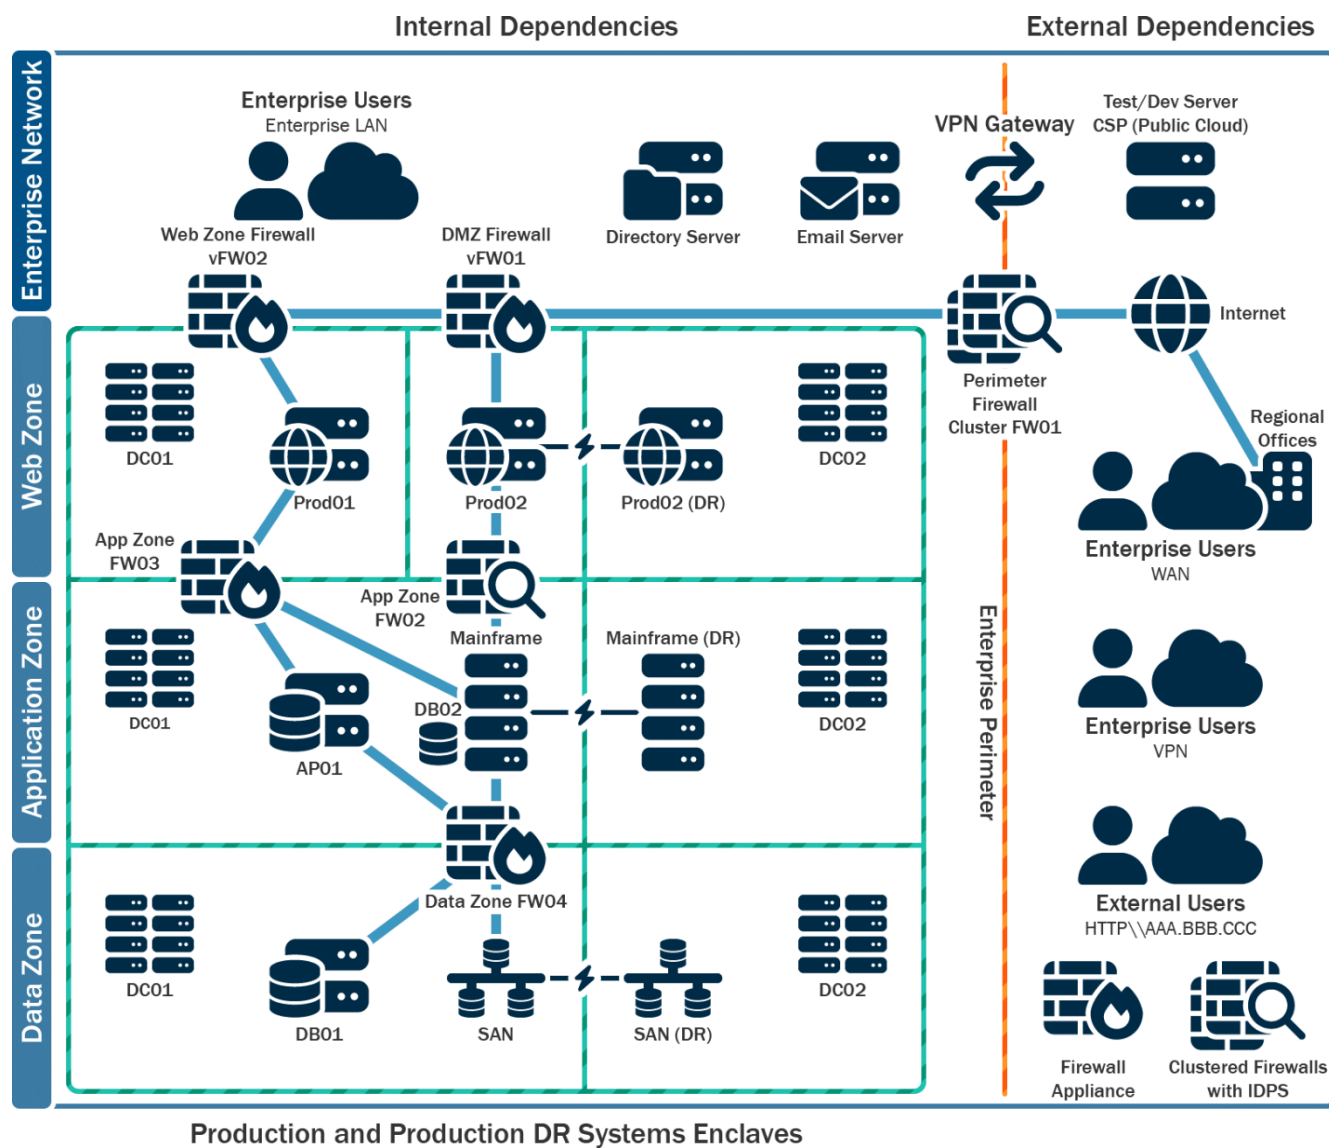 Internal Dependencies
External Dependencies
Enterprise Network
Enterprise Users
Enterprise LAN
Directory Server
Email Server
VPN Gateway
Test/Dev Server
CSP (Public Cloud)
Web Zone Firewall
vFW02
DMZ Firewall
vFW01
Internet
Perimeter
Firewall
Cluster FW01
Regional
Offices
Web Zone
DC01
Prod01
Prod02
Prod02 (DR)
DC02
App Zone
FW03
App Zone
FW02
Enterprise Users
WAN
Application Zone
DC01
AP01
DB02
Mainframe
Mainframe (DR)
DC02
Enterprise Perimeter
Enterprise Users
VPN
Data Zone FW04
External Users
HTTP\\AAA.BBB.CCC
Data Zone
DC01
DB01
SAN
SAN (DR)
DC02
Firewall
Appliance
Clustered Firewalls
with IDPS
Production and Production DR Systems Enclaves